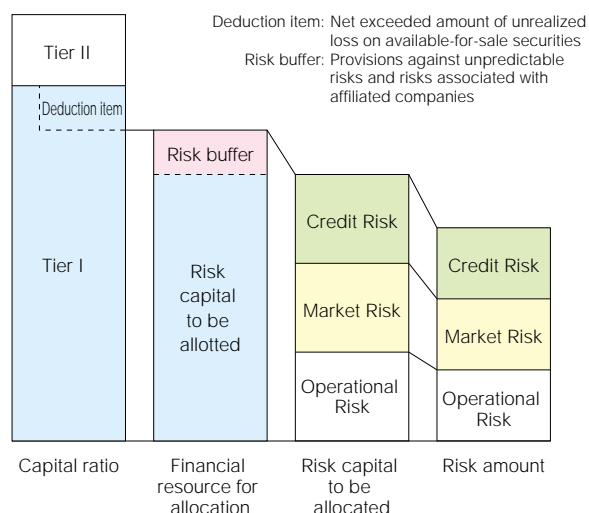 Deduction item: Net exceeded amount of unrealized
loss on available-for-sale securities
Risk buffer: Provisions against unpredictable
risks and risks associated with
affiliated companies
Tier II
Deduction item
Tier I
Risk buffer
Risk
capital
to be
allotted
Credit Risk
Market Risk
Operational
Risk
Credit Risk
Market Risk
Operational
Risk
Capital ratio
Financial
resource for
allocation
Risk capital
to be
allocated
Risk amount